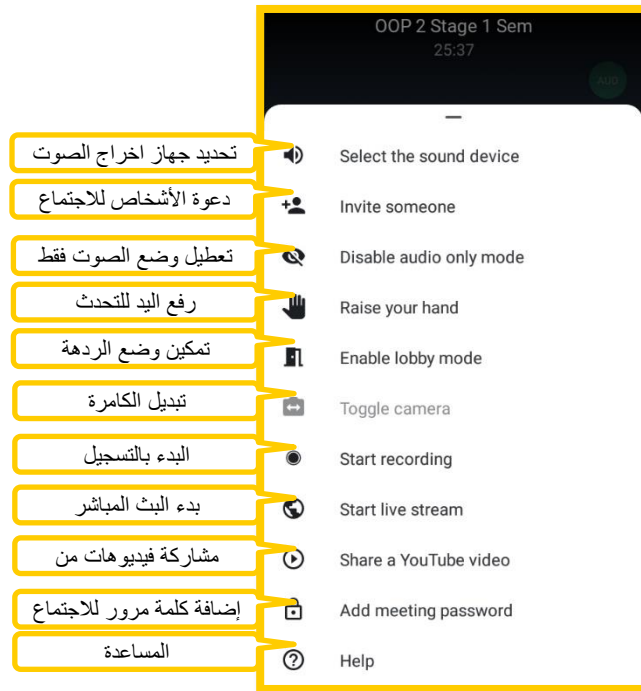 OOP 2 Stage 1 Sem
25:37
AUD
تحديد جهاز اخراج الصوت
Select the sound device
دعوة الأشخاص للاجتماع
Invite someone
تعطيل وضع الصوت فقط
Disable audio only mode
رفع اليد للتحدث
Raise your hand
تمكين وضع الردهة
Enable lobby mode
تبديل الكامرة
Toggle camera
البدء بالتسجيل
Start recording
بدء البث المباشر
Start live stream
مشاركة فيديوهات من
Share a YouTube video
إضافة كلمة مرور للاجتماع
Add meeting password
المساعدة
Help